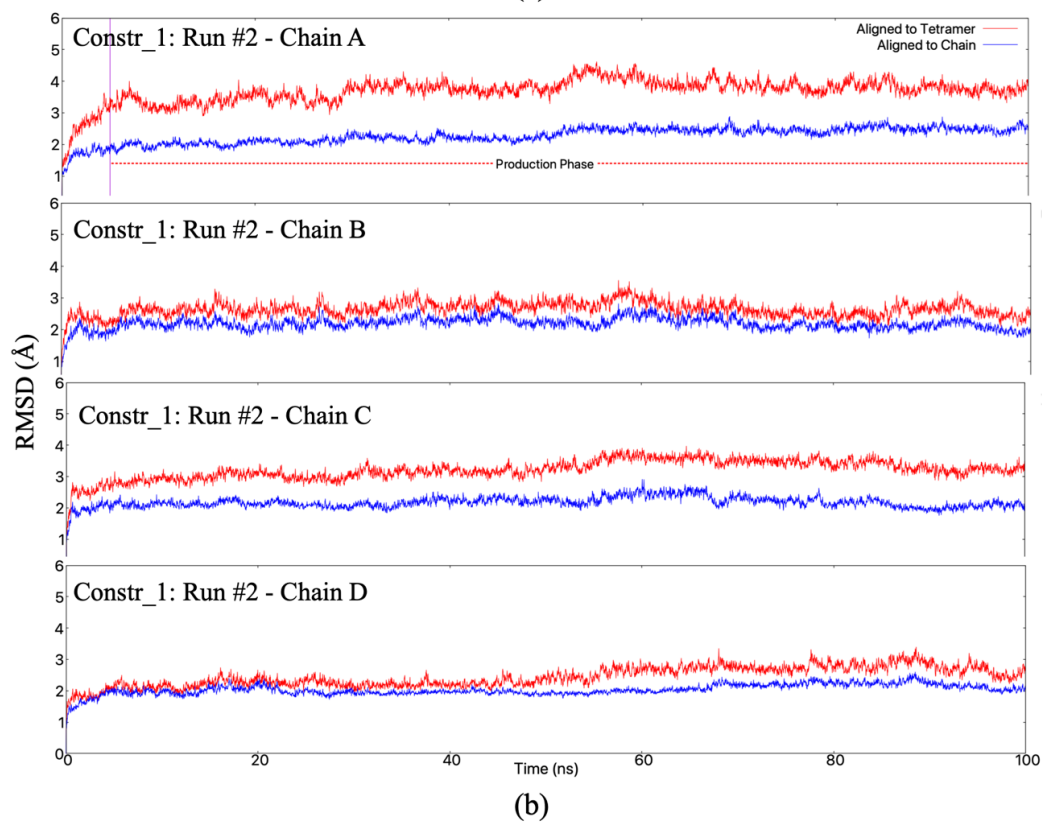 6
Constr_1: Run #2 - Chain A
Aligned to Tetramer
Aligned to Chain
5
4
3
2
Production Phase
1
6
Constr_1: Run #2 - Chain B
5
4
3
2
1
RMSD (Å)
6
Constr_1: Run #2 - Chain C
5
4
3
2
1
6
Constr_1: Run #2 - Chain D
5
4
3
2
1
0
0 20 40 60 80 100
Time (ns)
(b)